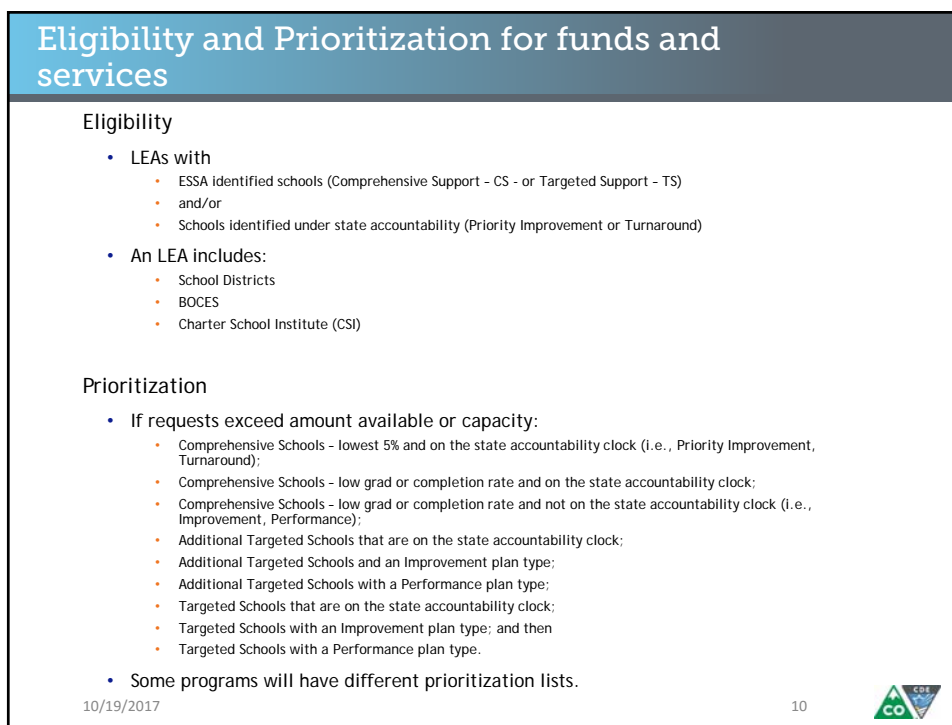 Eligibility and Prioritization for funds and
services
Eligibility
• LEAs with
• ESSA identified schools (Comprehensive Support – CS - or Targeted Support – TS)
• and/or
• Schools identified under state accountability (Priority Improvement or Turnaround)
• An LEA includes:
• School Districts
• BOCES
• Charter School Institute (CSI)
Prioritization
• If requests exceed amount available or capacity:
• Comprehensive Schools – lowest 5% and on the state accountability clock (i.e., Priority Improvement,
Turnaround);
• Comprehensive Schools – low grad or completion rate and on the state accountability clock;
• Comprehensive Schools – low grad or completion rate and not on the state accountability clock (i.e.,
Improvement, Performance);
• Additional Targeted Schools that are on the state accountability clock;
• Additional Targeted Schools and an Improvement plan type;
• Additional Targeted Schools with a Performance plan type;
• Targeted Schools that are on the state accountability clock;
• Targeted Schools with an Improvement plan type; and then
• Targeted Schools with a Performance plan type.
• Some programs will have different prioritization lists.
10/19/2017
10
CO
CDE